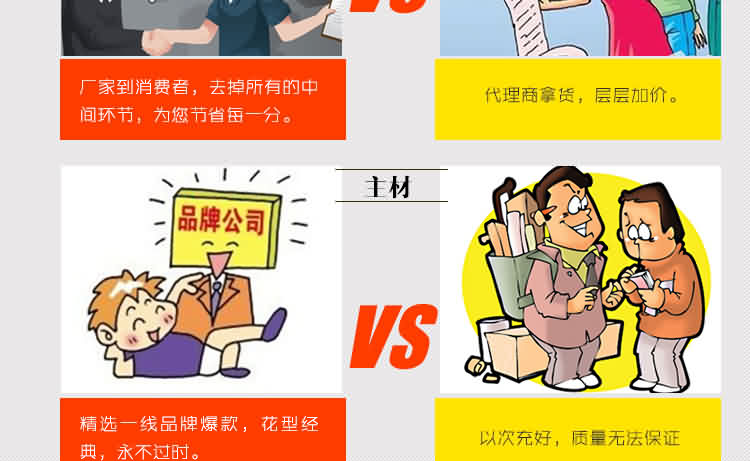 VS
厂家到消费者，去掉所有的中
间环节，为您节省每一分。
代理商拿货，层层加价。
主材
品牌公司
VS
精选一线品牌爆款，花型经
典，永不过时。
以次充好，质量无法保证